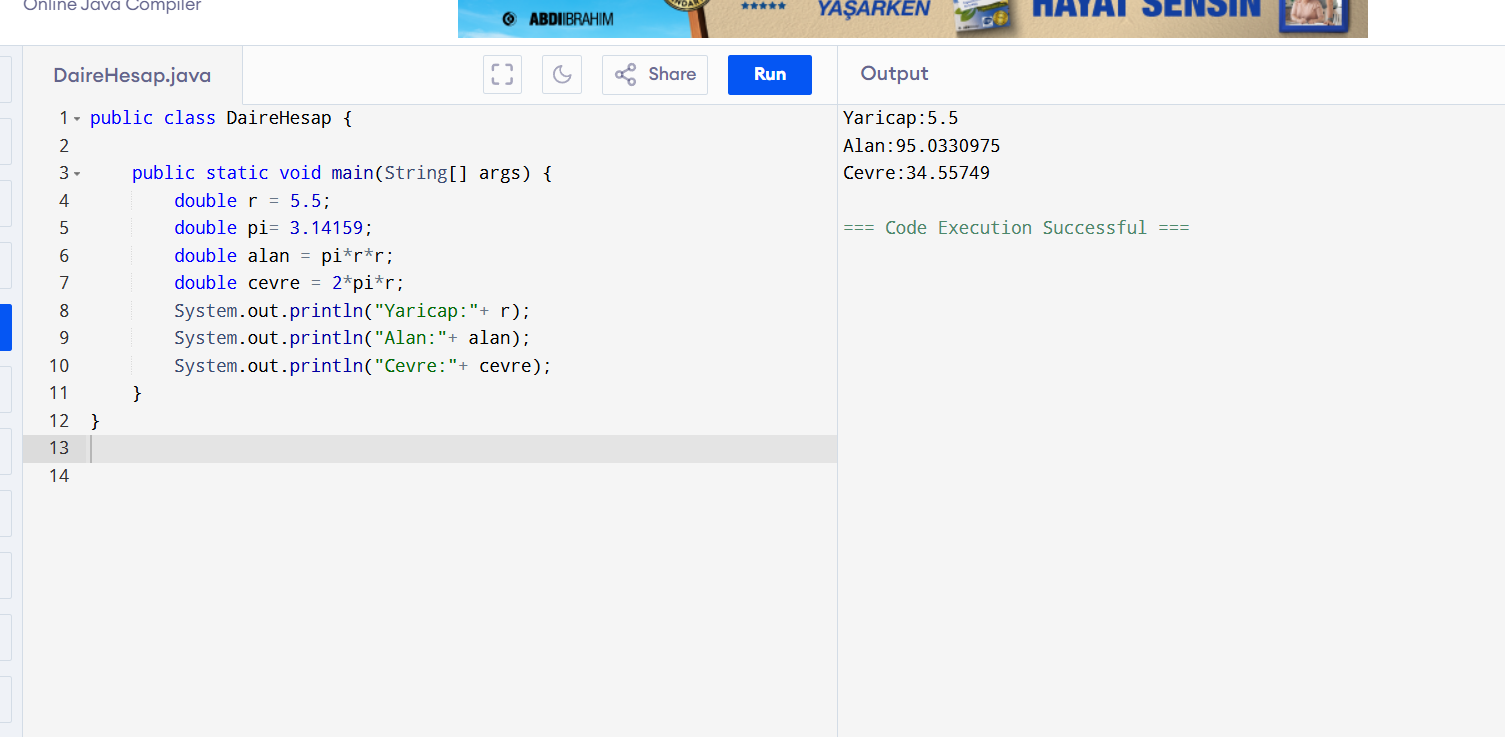 Online Java Compiler
ABDİİBRAHİM
YAŞARKEN
HAYAT SENSİN
DaireHesap.java
Share
Run
Output
1 public class DaireHesap {
2
3 public static void main(String[] args) {
4 double r = 5.5;
5 double pi= 3.14159;
6 double alan = pi*r*r;
7 double cevre = 2*pi*r;
8 System.out.println("Yaricap:"+ r);
9 System.out.println("Alan:"+ alan);
10 System.out.println("Cevre:"+ cevre);
11 }
12 }
13
14
Yaricap:5.5
Alan:95.0330975
Cevre:34.55749
=== Code Execution Successful ===